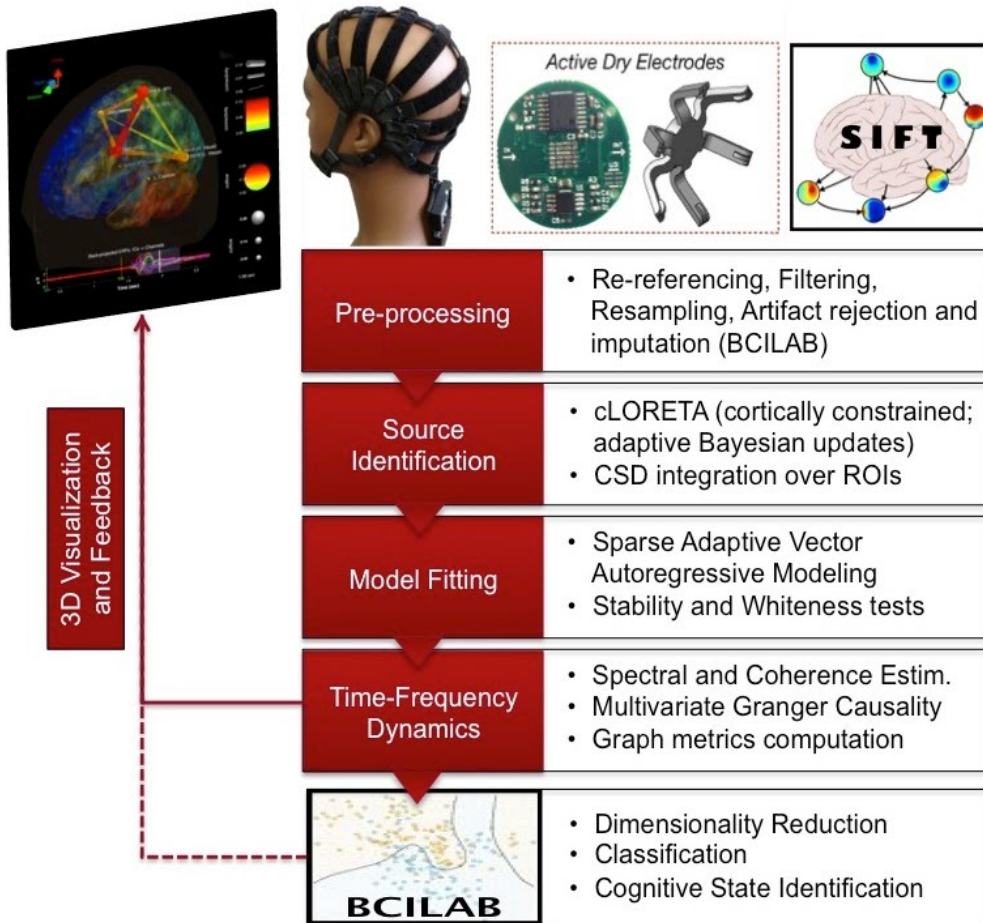 Active Dry Electrodes
SIFT
Time (sec)
Pre-processing
• Re-referencing, Filtering,
Resampling, Artifact rejection and
imputation (BCILAB)
Source
Identification
• cLORETA (cortically constrained;
adaptive Bayesian updates)
• CSD integration over ROIs
3D Visualization
and Feedback
Model Fitting
• Sparse Adaptive Vector
Autoregressive Modeling
• Stability and Whiteness tests
Time-Frequency
Dynamics
• Spectral and Coherence Estim.
• Multivariate Granger Causality
• Graph metrics computation
BCILAB
• Dimensionality Reduction
• Classification
• Cognitive State Identification